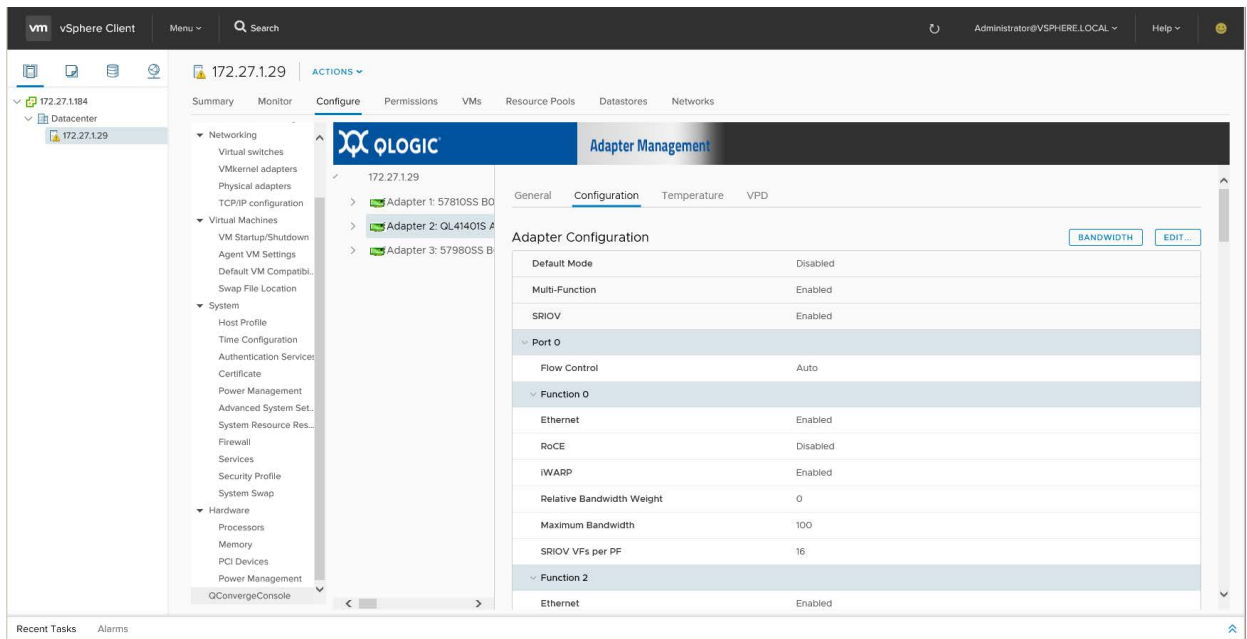 vm vSphere Client Menu Search Administrator@VSPHERE.LOCAL Help
172.27.1.29 ACTIONS
172.27.1.184
Datacenter
172.27.1.29
Summary Monitor Configure Permissions VMs Resource Pools Datastores Networks
Networking
Virtual switches
VMkernel adapters
Physical adapters
TCP/IP configuration
Virtual Machines
VM Startup/Shutdown
Agent VM Settings
Default VM Compatibi..
Swap File Location
System
Host Profile
Time Configuration
Authentication Services
Certificate
Power Management
Advanced System Set..
System Resource Res...
Firewall
Services
Security Profile
System Swap
Hardware
Processors
Memory
PCI Devices
Power Management
QConvergeConsole
QLOGIC Adapter Management
172.27.1.29
Adapter 1: 57810SS B0
Adapter 2: QL41401S A
Adapter 3: 57980SS B
General Configuration Temperature VPD
Adapter Configuration BANDWIDTH EDIT...
Default Mode Disabled
Multi-Function Enabled
SRIOV Enabled
Port 0
Flow Control Auto
Function 0
Ethernet Enabled
RoCE Disabled
iWARP Enabled
Relative Bandwidth Weight 0
Maximum Bandwidth 100
SRIOV VFs per PF 16
Function 2
Ethernet Enabled
Recent Tasks Alarms